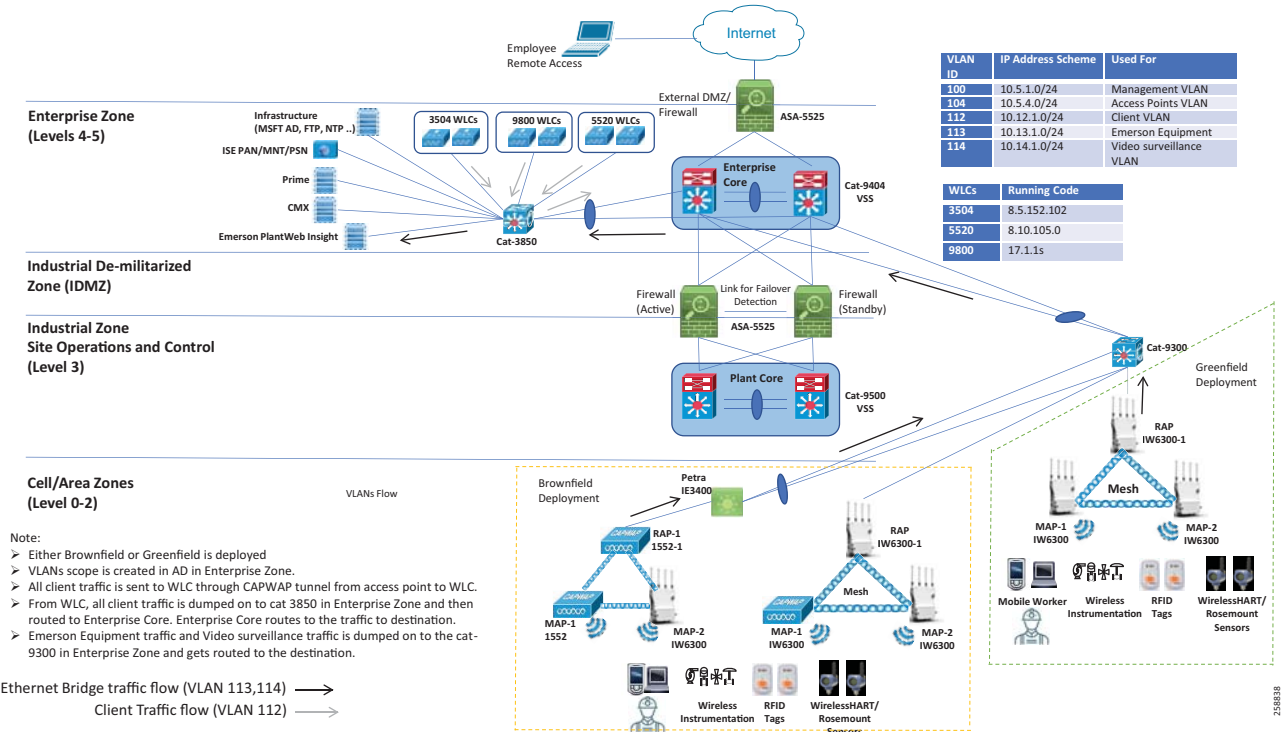 Internet
Employee
Remote Access
External DMZ/
Firewall
ASA-5525
VLAN ID | IP Address Scheme | Used For
100 | 10.5.1.0/24 | Management VLAN
104 | 10.5.4.0/24 | Access Points VLAN
112 | 10.12.1.0/24 | Client VLAN
113 | 10.13.1.0/24 | Emerson Equipment
114 | 10.14.1.0/24 | Video surveillance VLAN
WLCs | Running Code
3504 | 8.5.152.102
5520 | 8.10.105.0
9800 | 17.1.1s
Enterprise Zone
(Levels 4-5)
Infrastructure
(MSFT AD, FTP, NTP ..)
3504 WLCs
9800 WLCs
5520 WLCs
ISE PAN/MNT/PSN
Prime
CMX
Emerson PlantWeb Insight
Cat-3850
Enterprise
Core
Cat-9404
VSS
Industrial De-militarized
Zone (IDMZ)
Firewall
(Active)
Link for Failover
Detection
Firewall
(Standby)
ASA-5525
Industrial Zone
Site Operations and Control
(Level 3)
Plant Core
Cat-9500
VSS
Cat-9300
Greenfield
Deployment
RAP
IW6300-1
Mesh
MAP-1
IW6300
MAP-2
IW6300
Mobile Worker
Wireless
Instrumentation
RFID
Tags
WirelessHART/
Rosemount
Sensors
Cell/Area Zones
(Level 0-2)
VLANs Flow
Brownfield
Deployment
Petra
IE3400
CAPWAP
RAP-1
1552-1
CAPWAP
MAP-1
1552
MAP-2
IW6300
RAP
IW6300-1
Mesh
CAPWAP
MAP-1
IW6300
MAP-2
IW6300
Wireless
Instrumentation
RFID
Tags
WirelessHART/
Rosemount
Sensors
Note:
➢ Either Brownfield or Greenfield is deployed
➢ VLANs scope is created in AD in Enterprise Zone.
➢ All client traffic is sent to WLC through CAPWAP tunnel from access point to WLC.
➢ From WLC, all client traffic is dumped on to cat 3850 in Enterprise Zone and then
routed to Enterprise Core. Enterprise Core routes to the traffic to destination.
➢ Emerson Equipment traffic and Video surveillance traffic is dumped on to the cat-
9300 in Enterprise Zone and gets routed to the destination.
Ethernet Bridge traffic flow (VLAN 113,114)
Client Traffic flow (VLAN 112)
258838